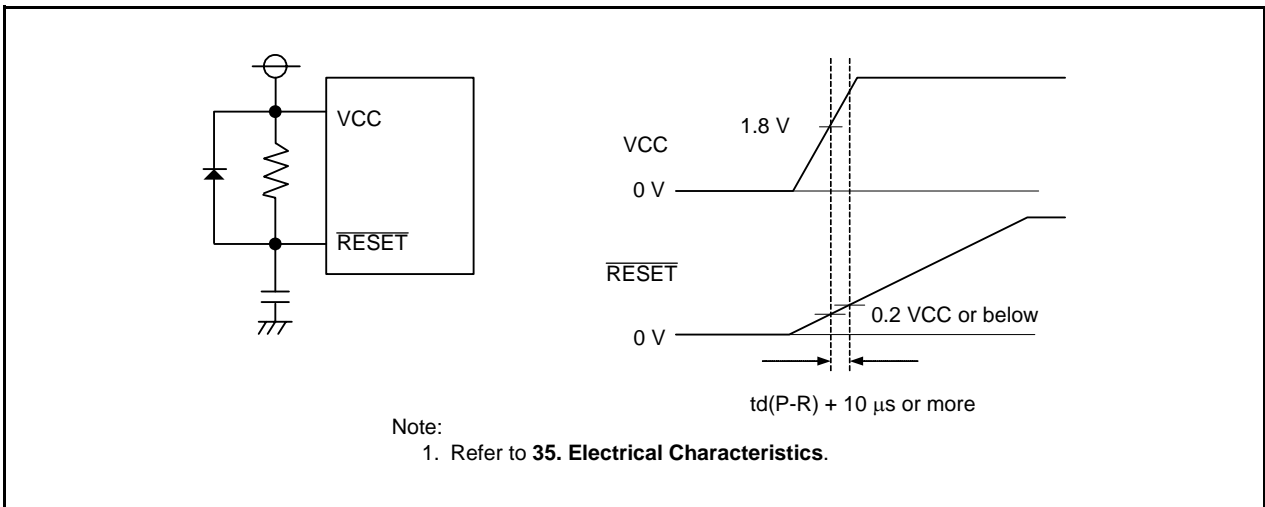 VCC
RESET
VCC
1.8 V
0 V
RESET
0.2 VCC or below
0 V
td(P-R) + 10 μs or more
Note:
1. Refer to 35. Electrical Characteristics.